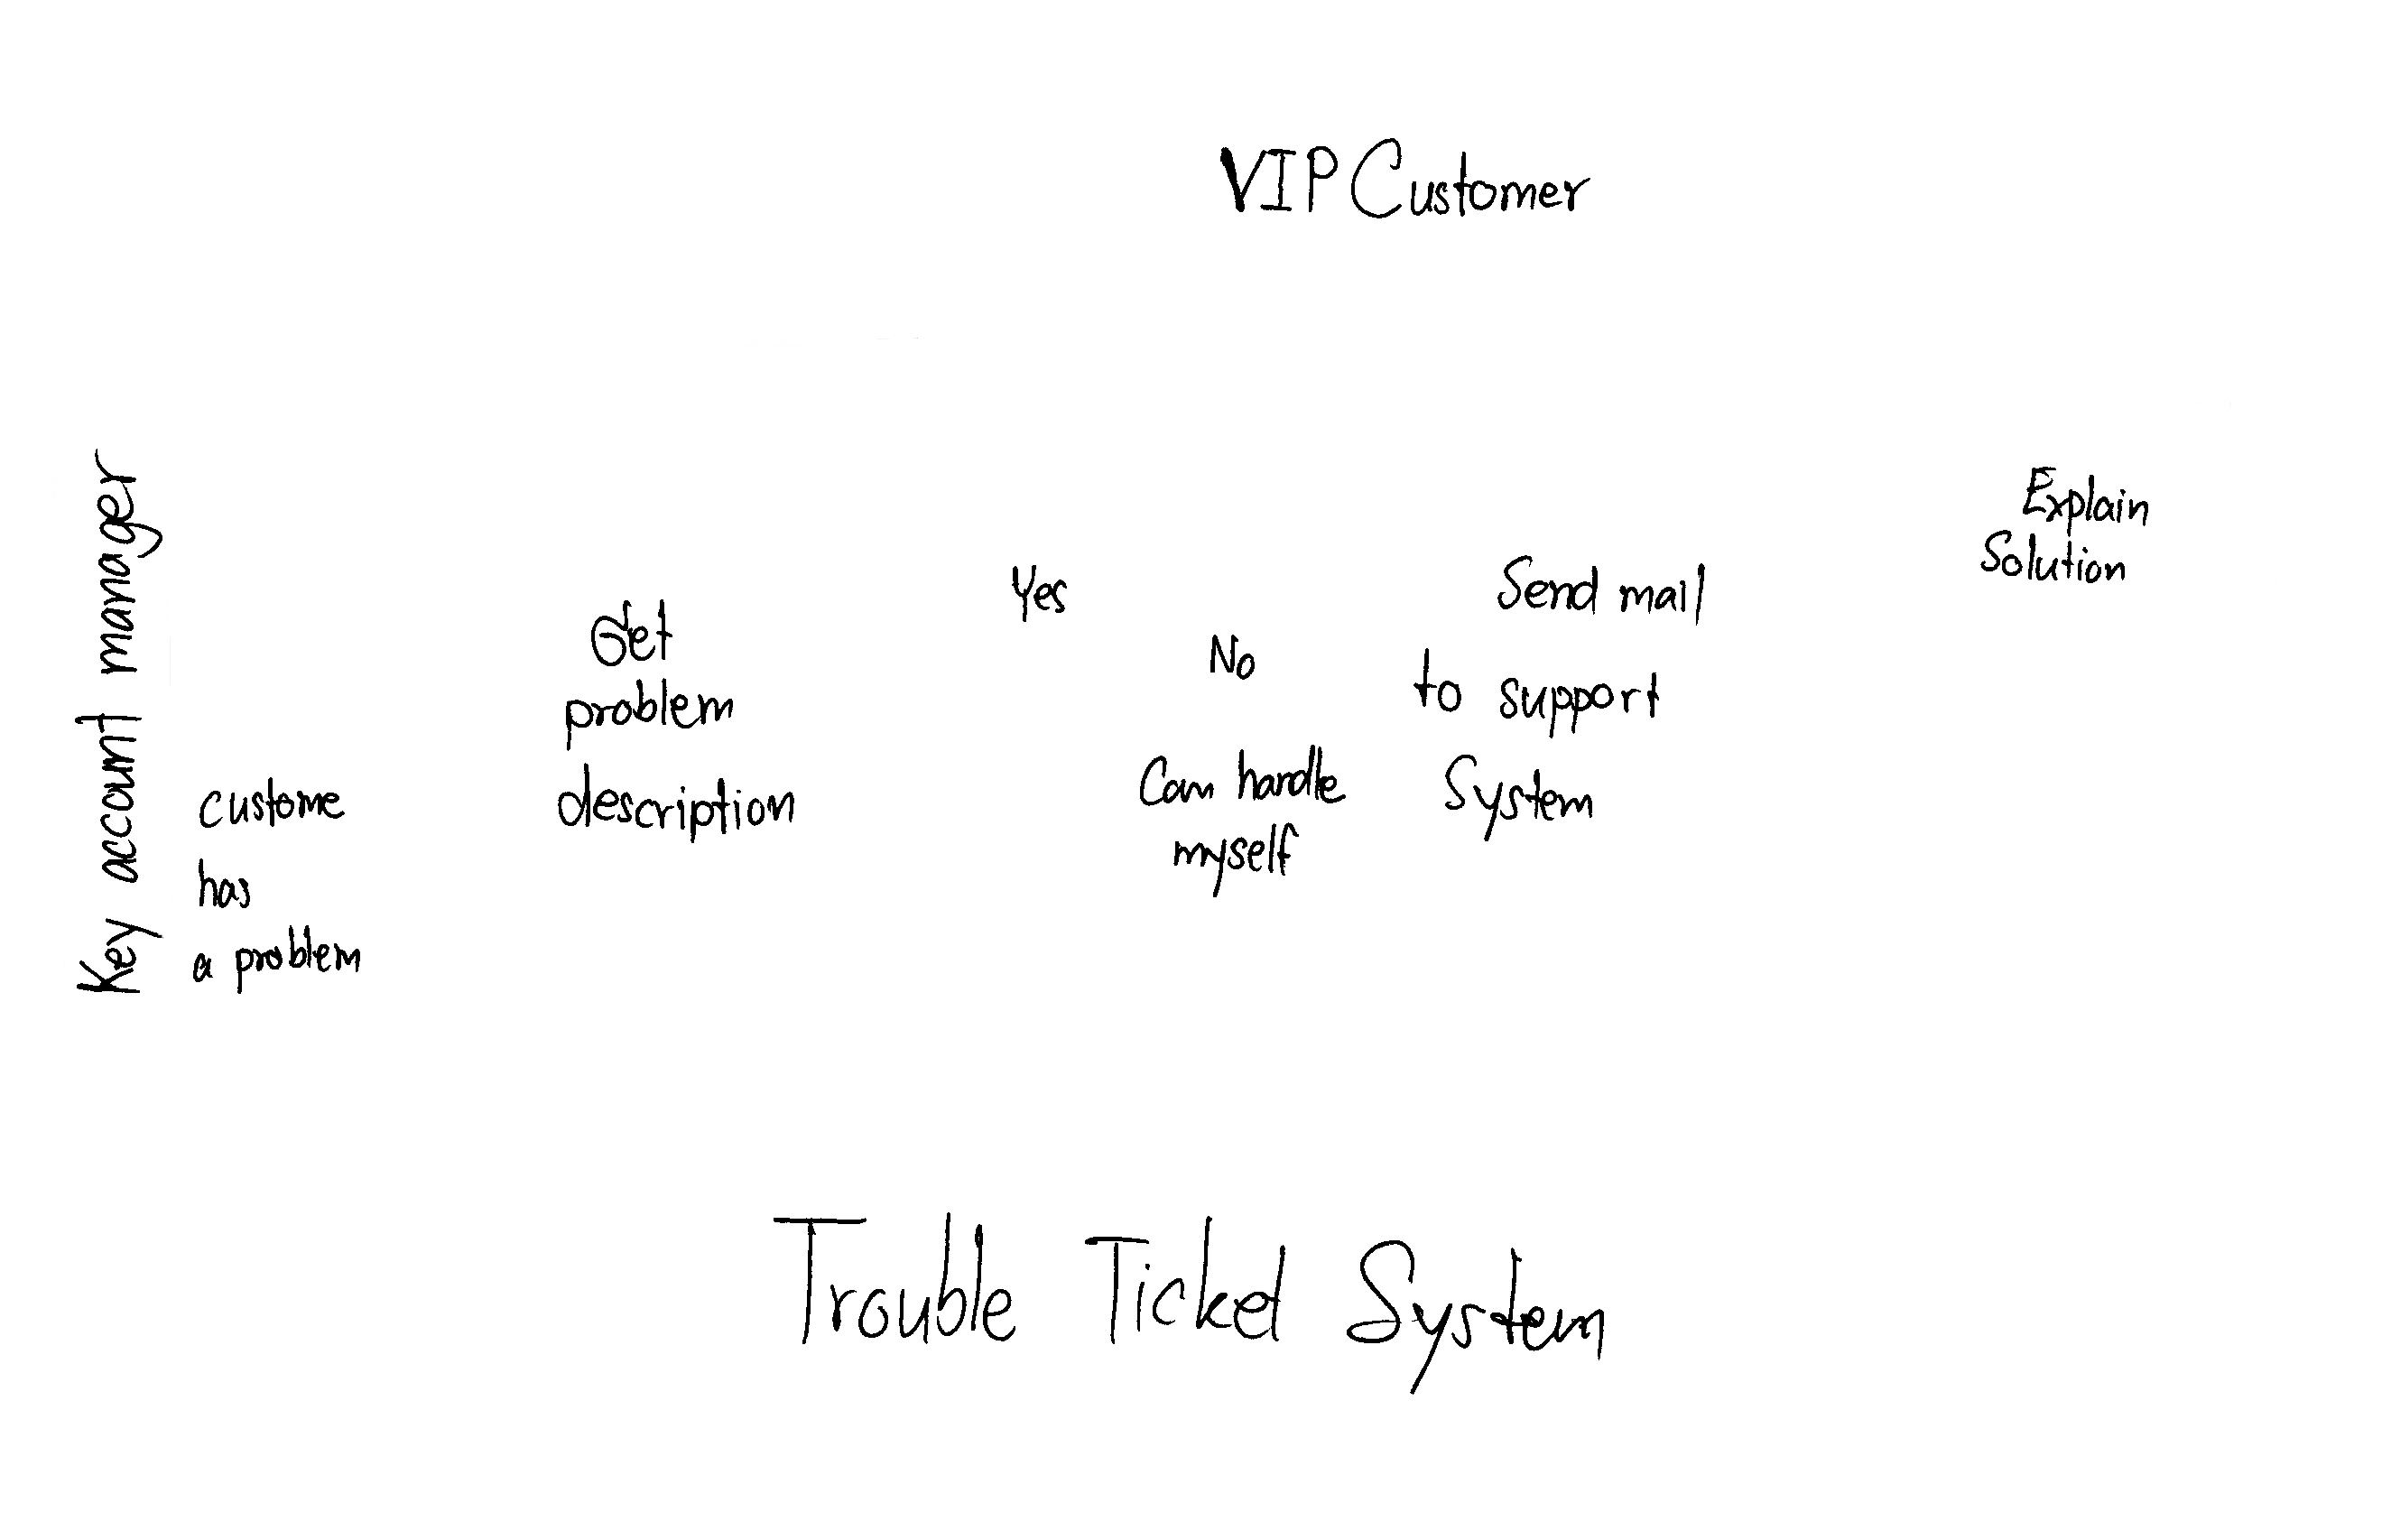 VIP Customer
Key account manager
custome
has
a problem
Get
problem
description
Yes
No
Can handle
myself
Send mail
to support
System
Explain
Solution
Trouble Ticket System